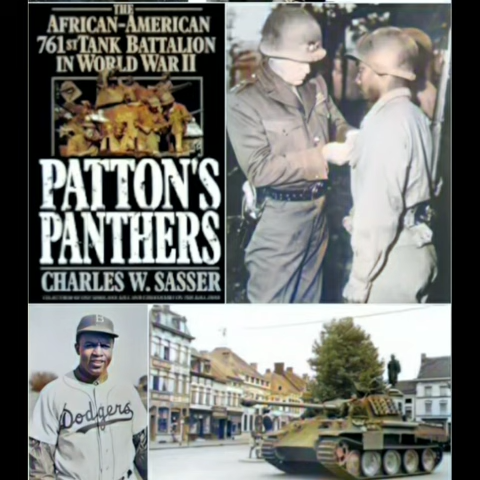 THE
AFRICAN-AMERICAN
761ST TANK BATTALION
IN WORLD WAR II
PATTON'S
PANTHERS
CHARLES W. SASSER
B
Dodgers